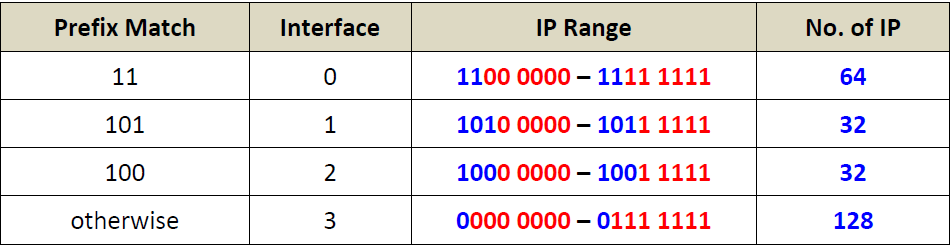 Prefix Match Interface IP Range No. of IP
11 0 1100 0000 – 1111 1111 64
101 1 1010 0000 – 1011 1111 32
100 2 1000 0000 – 1001 1111 32
otherwise 3 0000 0000 – 0111 1111 128